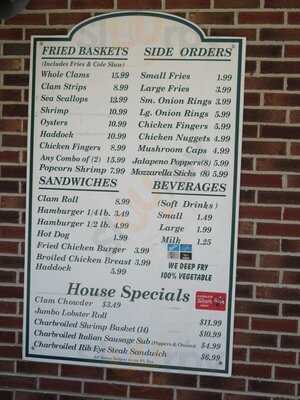 FRIED BASKETS
(Includes Fries & Cole Slaw)
Whole Clams 15.99
Clam Strips 8.99
Sea Scallops 13.99
Shrimp 10.99
Oysters 10.99
Haddock 10.99
Chicken Fingers 8.99
Any Combo of (2) 15.99
Popcorn Shrimp 7.99
SANDWICHES
Clam Roll 8.99
Hamburger 1/4 lb. 3.49
Hamburger 1/2 lb. 4.99
Hot Dog 1.99
Fried Chicken Burger 3.99
Broiled Chicken Breast 3.99
Haddock 5.99
SIDE ORDERS
Small Fries 1.99
Large Fries 3.99
Sm. Onion Rings 3.99
Lg. Onion Rings 5.99
Chicken Fingers 5.99
Chicken Nuggets 4.99
Mushroom Caps 4.99
Jalapeno Poppers (8) 5.99
Mozzarella Sticks (8) 5.99
BEVERAGES
(Soft Drinks)
Small 1.49
Large 1.99
Milk 1.25
WE DEEP FRY
100% VEGETABLE
House Specials
Clam Chowder $3.49
Jumbo Lobster Roll
Charbroiled Shrimp Basket (14) $11.99
Charbroiled Italian Sausage Sub (Peppers & Onions) $10.99
Charbroiled Rib Eye Steak Sandwich $4.99
$6.99